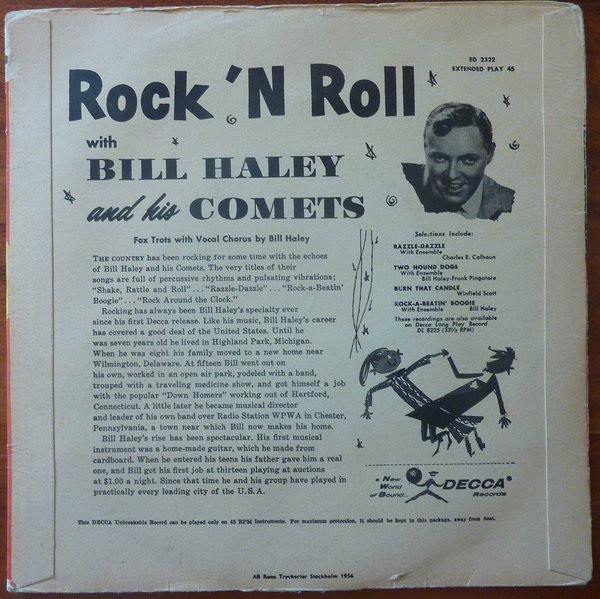 ED 2322
EXTENDED PLAY 45
Rock 'N Roll
with
BILL HALEY
and his COMETS
Fox Trots with Vocal Chorus by Bill Haley
THE COUNTRY has been rocking for some time with the echoes
of Bill Haley and his Comets. The very titles of their
songs are full of percussive rhythms and pulsating vibrations;
"Shake, Rattle and Roll" . . . "Razzle-Dazzle" . . . "Rock-a-Beatin'
Boogie" . . . "Rock Around the Clock."
Rocking has always been Bill Haley's specialty ever
since his first Decca release. Like his music, Bill Haley's career
has covered a good deal of the United States. Until he
was seven years old he lived in Highland Park, Michigan.
When he was eight his family moved to a new home near
Wilmington, Delaware. At fifteen Bill went out on
his own, worked in an open air park, yodeled with a band,
trouped with a traveling medicine show, and got himself a job
with the popular "Down Homers" working out of Hartford,
Connecticut. A little later he became musical director
and leader of his own band over Radio Station WPWA in Chester,
Pennsylvania, a town near which Bill now makes his home.
Bill Haley's rise has been spectacular. His first musical
instrument was a home-made guitar, which he made from
cardboard. When he entered his teens his father gave him a real
one, and Bill got his first job at thirteen playing at auctions
at $1.00 a night. Since that time he and his group have played in
practically every leading city of the U. S. A.
Selections Include:
RAZZLE-DAZZLE
With Ensemble
Charles E. Calhoun
TWO HOUND DOGS
With Ensemble
Bill Haley-Frank Pingatore
BURN THAT CANDLE
Winfield Scott
ROCK-A-BEATIN' BOOGIE
With Ensemble Bill Haley
These recordings are also available
on Decca Long Play Record
DL 8225 (33⅓ RPM)
a New
World
of Sound...
DECCA®
Records
This DECCA Unbreakable Record can be played only on 45 RPM instruments. For maximum protection, it should be kept in this package, away from heat.
Tryckerier Stockholm 1956